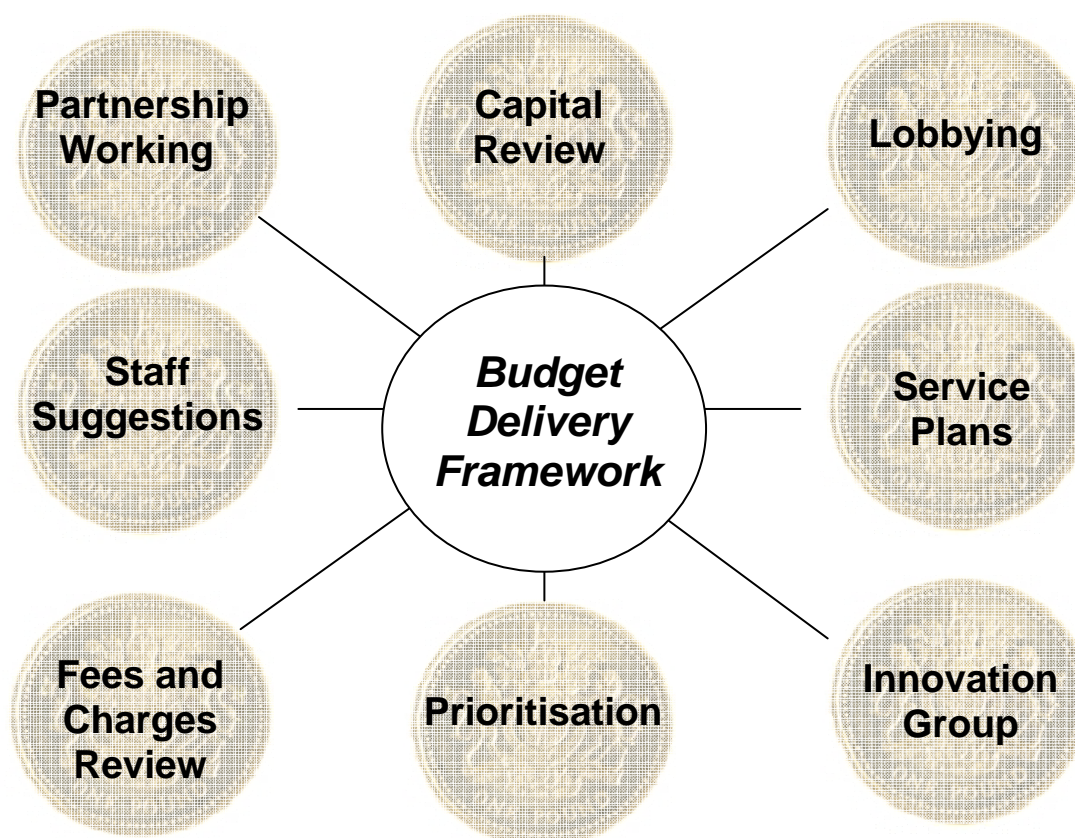 Partnership
Working
Capital
Review
Lobbying
Staff
Suggestions
Budget
Delivery
Framework
Service
Plans
Fees and
Charges
Review
Prioritisation
Innovation
Group